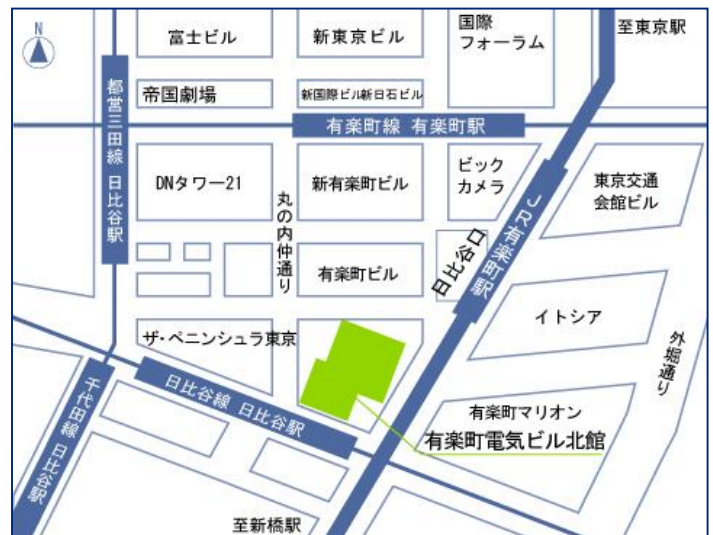 N
富士ビル
新東京ビル
国際
フォーラム
至東京駅
都営三田線 日比谷駅
帝国劇場
新国際ビル新日石ビル
有楽町線 有楽町駅
DNタワー21
丸の内仲通り
新有楽町ビル
ビック
カメラ
JR有楽町駅
東京交通
会館ビル
日比谷口
有楽町ビル
イトシア
外堀通り
ザ・ペニンシュラ東京
日比谷線 日比谷駅
千代田線 日比谷駅
有楽町マリオン
有楽町電気ビル北館
至新橋駅